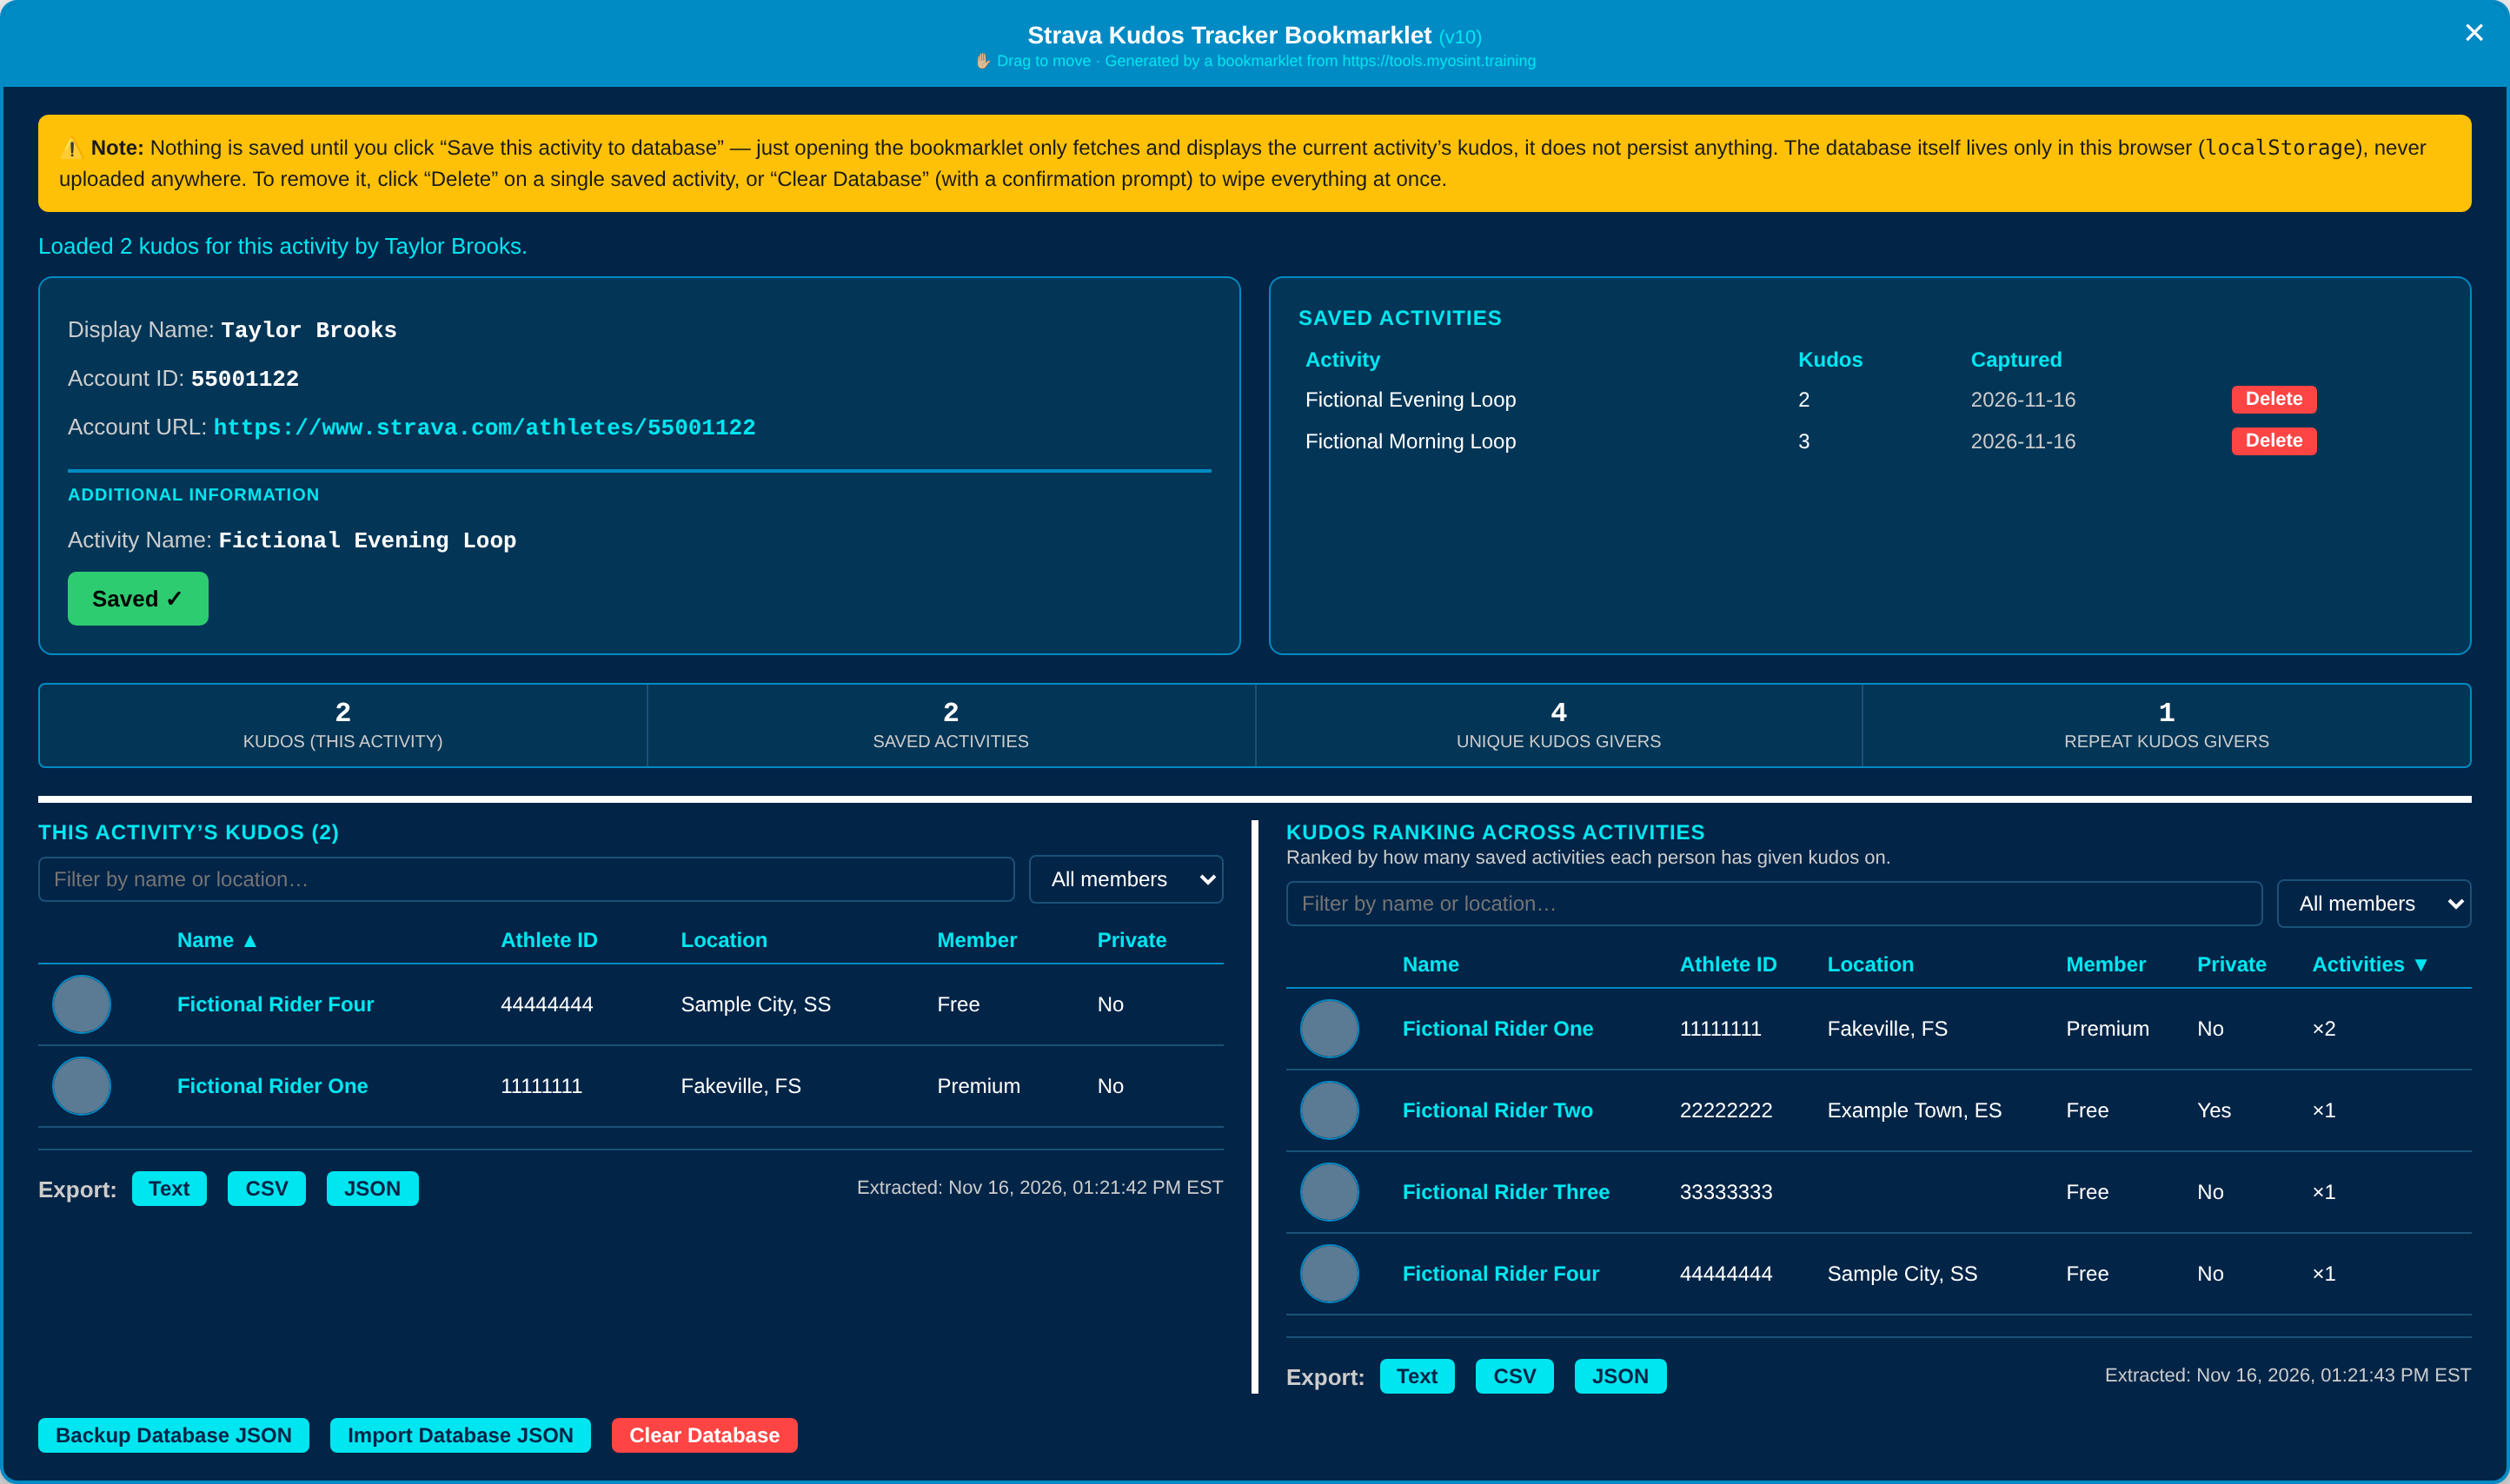 Strava Kudos Tracker Bookmarklet (v10)
✋ Drag to move · Generated by a bookmarklet from https://tools.myosint.training
✕
⚠️ Note: Nothing is saved until you click “Save this activity to database” — just opening the bookmarklet only fetches and displays the current activity’s kudos, it does not persist anything. The database itself lives only in this browser (localStorage), never
uploaded anywhere. To remove it, click “Delete” on a single saved activity, or “Clear Database” (with a confirmation prompt) to wipe everything at once.
Loaded 2 kudos for this activity by Taylor Brooks.
Display Name: Taylor Brooks
Account ID: 55001122
Account URL: https://www.strava.com/athletes/55001122
ADDITIONAL INFORMATION
Activity Name: Fictional Evening Loop
Saved ✓
SAVED ACTIVITIES
Activity Kudos Captured
Fictional Evening Loop 2 2026-11-16 Delete
Fictional Morning Loop 3 2026-11-16 Delete
2 2 4 1
KUDOS (THIS ACTIVITY) SAVED ACTIVITIES UNIQUE KUDOS GIVERS REPEAT KUDOS GIVERS
THIS ACTIVITY’S KUDOS (2)
Filter by name or location… All members
Name ▲ Athlete ID Location Member Private
Fictional Rider Four 44444444 Sample City, SS Free No
Fictional Rider One 11111111 Fakeville, FS Premium No
Export: Text CSV JSON Extracted: Nov 16, 2026, 01:21:42 PM EST
KUDOS RANKING ACROSS ACTIVITIES
Ranked by how many saved activities each person has given kudos on.
Filter by name or location… All members
Name Athlete ID Location Member Private Activities ▼
Fictional Rider One 11111111 Fakeville, FS Premium No ×2
Fictional Rider Two 22222222 Example Town, ES Free Yes ×1
Fictional Rider Three 33333333 Free No ×1
Fictional Rider Four 44444444 Sample City, SS Free No ×1
Export: Text CSV JSON Extracted: Nov 16, 2026, 01:21:43 PM EST
Backup Database JSON Import Database JSON Clear Database